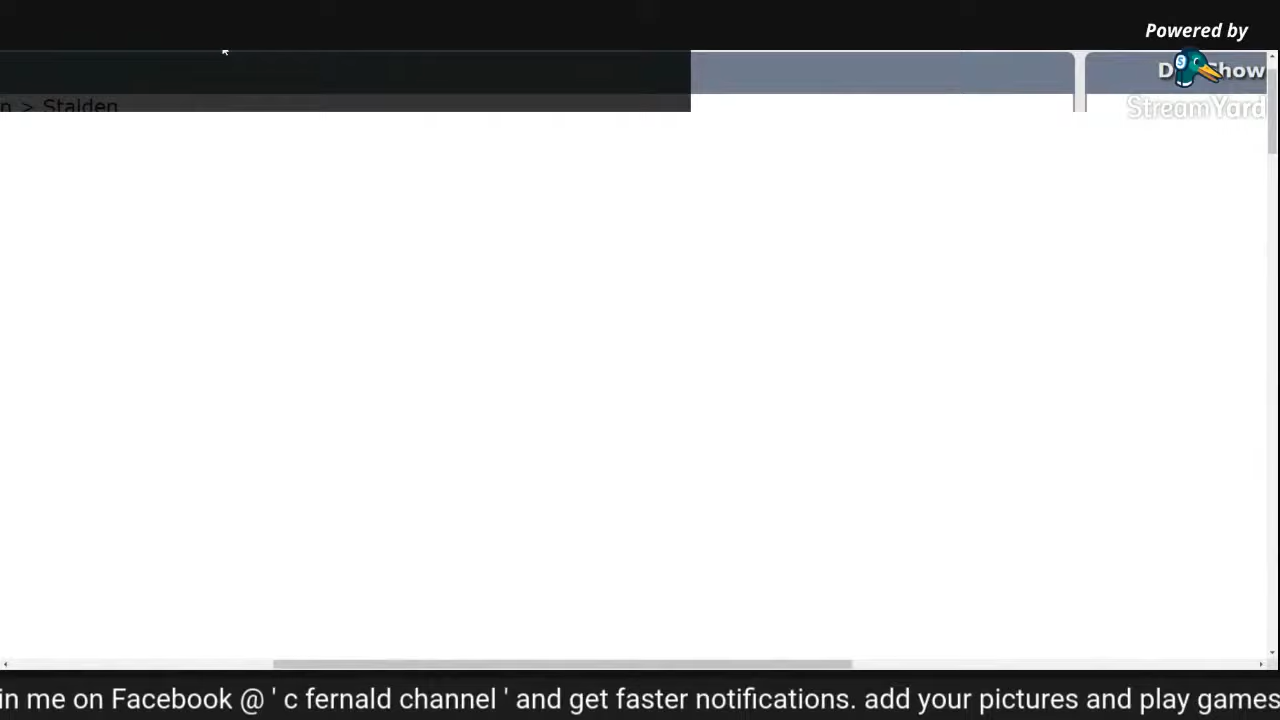 Powered by
Show
> Stalden
StreamYard
in me on Facebook @ ' c fernald channel ' and get faster notifications. add your pictures and play games